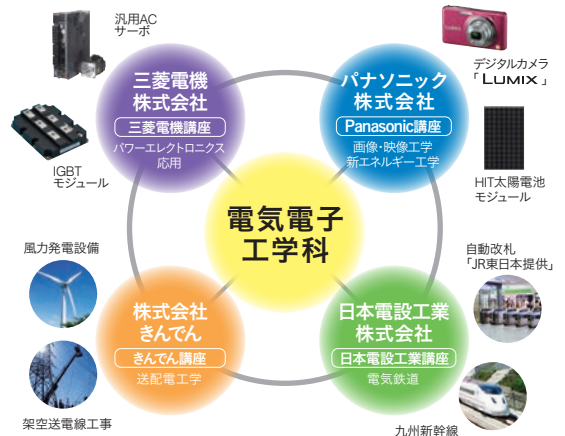 汎用AC
サーボ
IGBT
モジュール
三菱電機
株式会社
三菱電機講座
パワーエレクトロニクス
応用
パナソニック
株式会社
Panasonic講座
画像・映像工学
新エネルギー工学
デジタルカメラ
「LUMIX」
HIT太陽電池
モジュール
電気電子
工学科
風力発電設備
架空送電線工事
株式会社
きんでん
きんでん講座
送配電工学
日本電設工業
株式会社
日本電設工業講座
電気鉄道
自動改札
「JR東日本提供」
九州新幹線